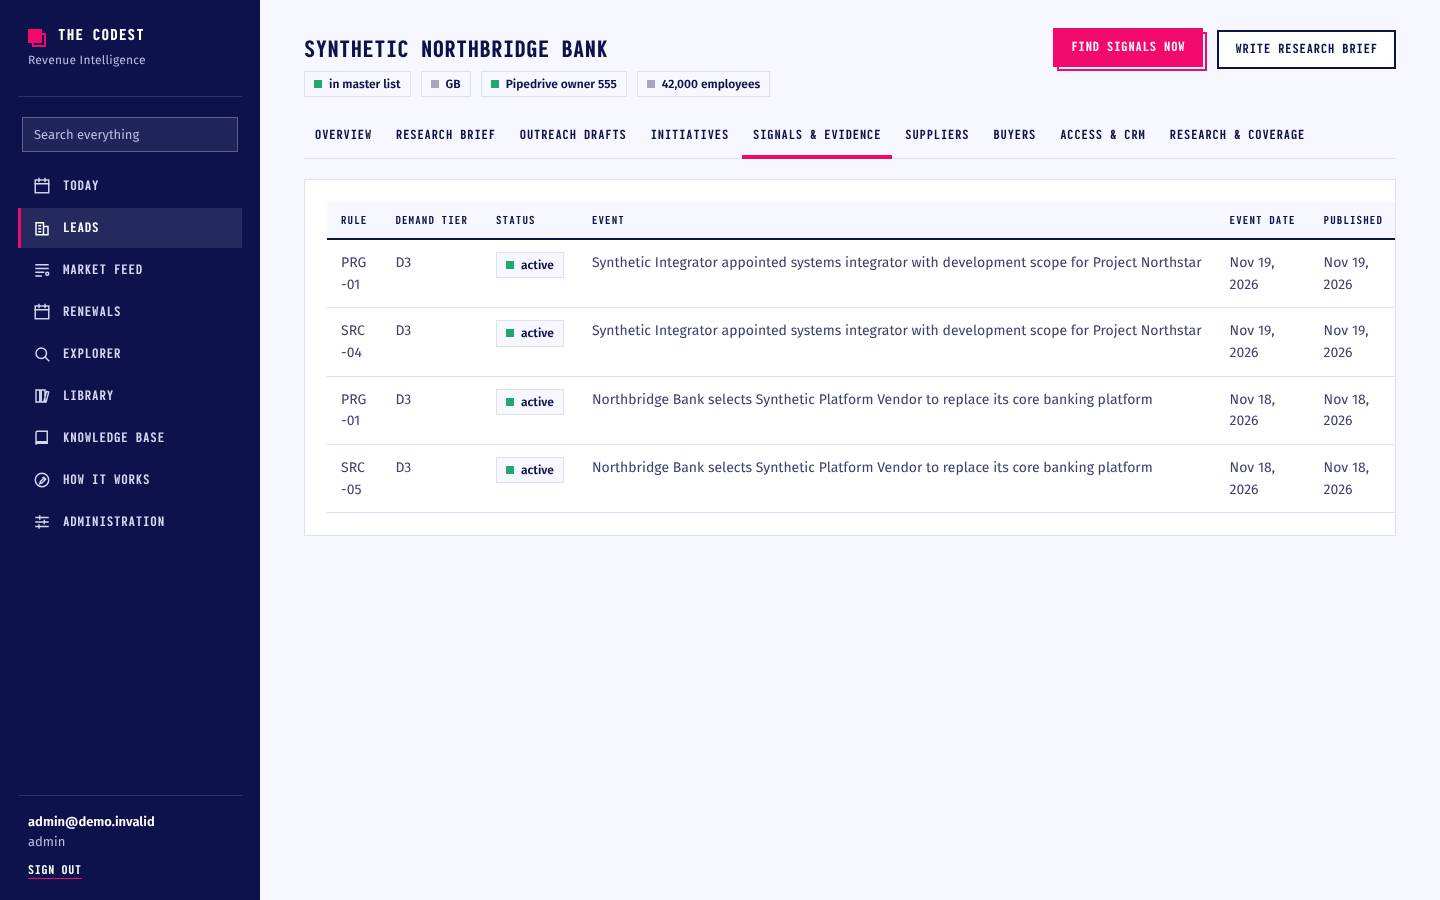 THE CODEST
Revenue Intelligence
Search everything
TODAY
LEADS
MARKET FEED
RENEWALS
EXPLORER
LIBRARY
KNOWLEDGE BASE
HOW IT WORKS
ADMINISTRATION
admin@demo.invalid
admin
SIGN OUT
SYNTHETIC NORTHBRIDGE BANK
FIND SIGNALS NOW
WRITE RESEARCH BRIEF
in master list GB Pipedrive owner 555 42,000 employees
OVERVIEW RESEARCH BRIEF OUTREACH DRAFTS INITIATIVES SIGNALS & EVIDENCE SUPPLIERS BUYERS ACCESS & CRM RESEARCH & COVERAGE
RULE DEMAND TIER STATUS EVENT EVENT DATE PUBLISHED
PRG D3 active Synthetic Integrator appointed systems integrator with development scope for Project Northstar Nov 19, Nov 19,
-01 2026 2026
SRC D3 active Synthetic Integrator appointed systems integrator with development scope for Project Northstar Nov 19, Nov 19,
-04 2026 2026
PRG D3 active Northbridge Bank selects Synthetic Platform Vendor to replace its core banking platform Nov 18, Nov 18,
-01 2026 2026
SRC D3 active Northbridge Bank selects Synthetic Platform Vendor to replace its core banking platform Nov 18, Nov 18,
-05 2026 2026